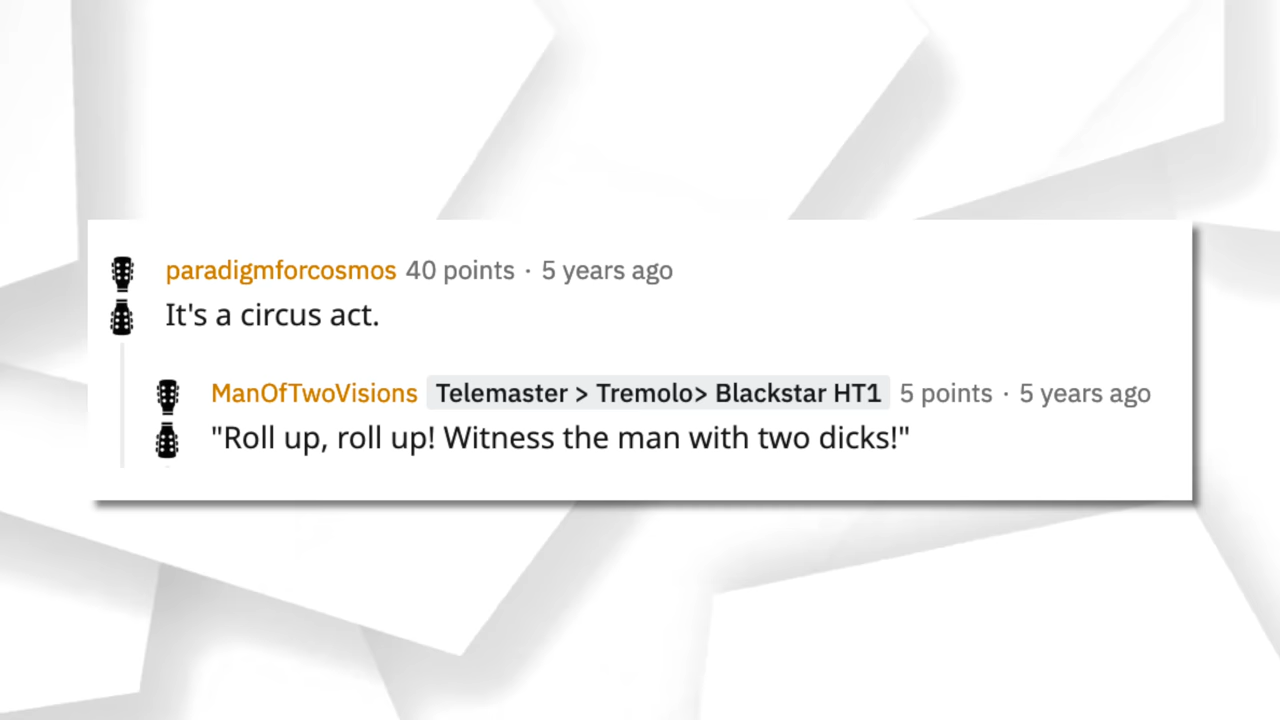 paradigmforcosmos 40 points · 5 years ago
It's a circus act.
ManOfTwoVisions Telemaster > Tremolo> Blackstar HT1 5 points · 5 years ago
"Roll up, roll up! Witness the man with two dicks!"